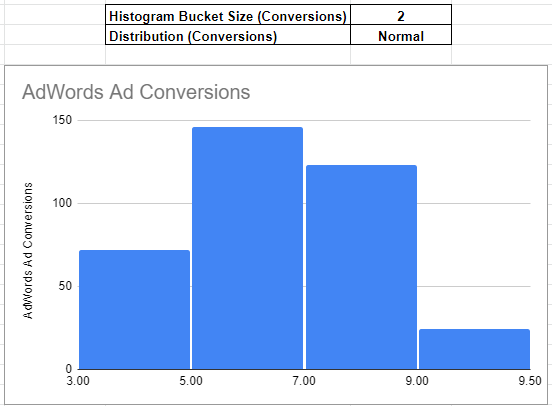 Histogram Bucket Size (Conversions) 2
Distribution (Conversions) Normal
AdWords Ad Conversions
150
100
50
0
AdWords Ad Conversions
3.00 5.00 7.00 9.00 9.50